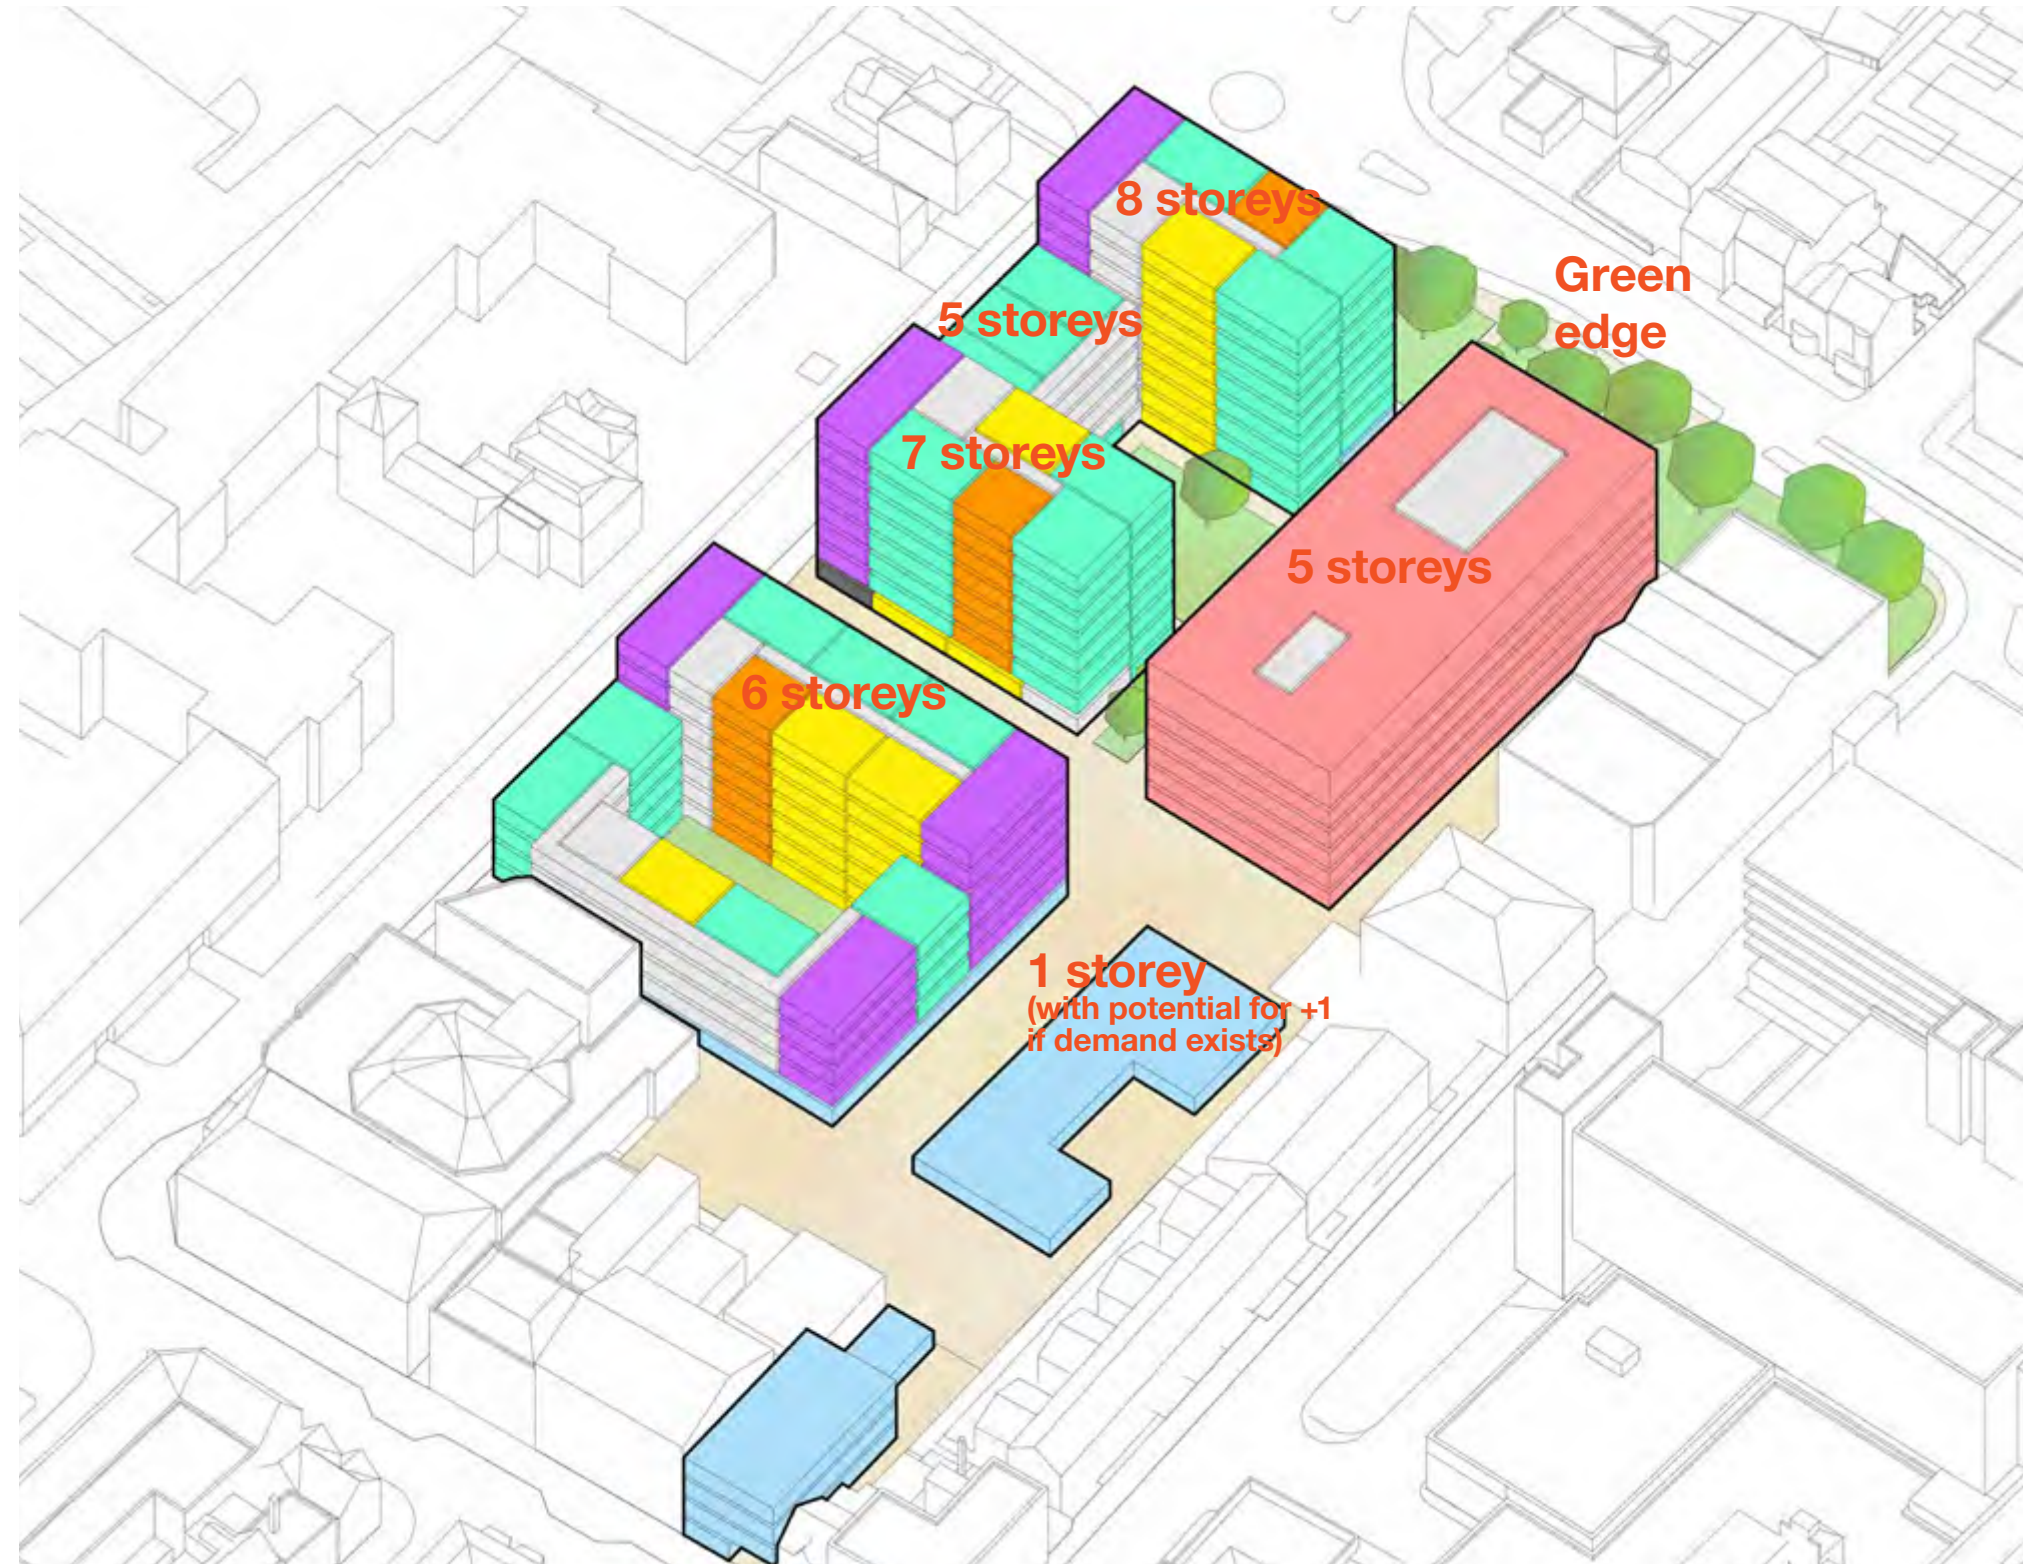 8 storeys
Green
edge
5 storeys
7 storeys
5 storeys
6 storeys
1 storey
(with potential for +1
if demand exists)